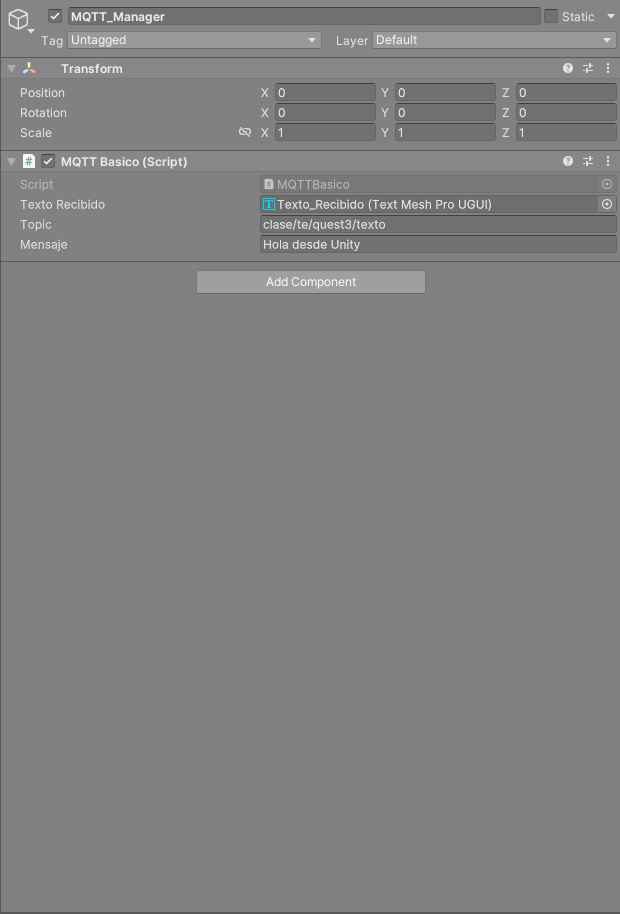 MQTT_Manager Static
Tag Untagged Layer Default
Transform
Position X 0 Y 0 Z 0
Rotation X 0 Y 0 Z 0
Scale X 1 Y 1 Z 1
# MQTT Basico (Script)
Script MQTTBasico
Texto Recibido Texto_Recibido (Text Mesh Pro UGUI)
Topic clase/te/quest3/texto
Mensaje Hola desde Unity
Add Component